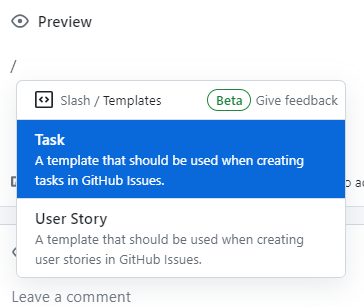 Preview
/
Slash / Templates Beta Give feedback
Task
A template that should be used when creating
tasks in GitHub Issues.
User Story
A template that should be used when creating
user stories in GitHub Issues.
Leave a comment